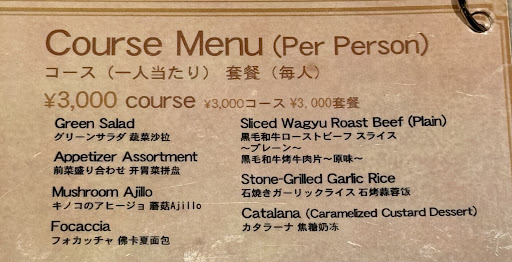 Course Menu (Per Person)
コース（一人当たり） 套餐（毎人）
¥3,000 course ¥3,000コース ¥3,000套餐
Green Salad
グリーンサラダ 蔬菜沙拉
Appetizer Assortment
前菜盛り合わせ 开胃菜拼盘
Mushroom Ajillo
キノコのアヒージョ 蘑菇Ajillo
Focaccia
フォカッチャ 佛卡夏面包
Sliced Wagyu Roast Beef (Plain)
黒毛和牛ローストビーフ スライス
～プレーン～
黒毛和牛烤牛肉片～原味～
Stone-Grilled Garlic Rice
石焼きガーリックライス 石烤蒜蓉饭
Catalana (Caramelized Custard Dessert)
カタラーナ 焦糖奶冻